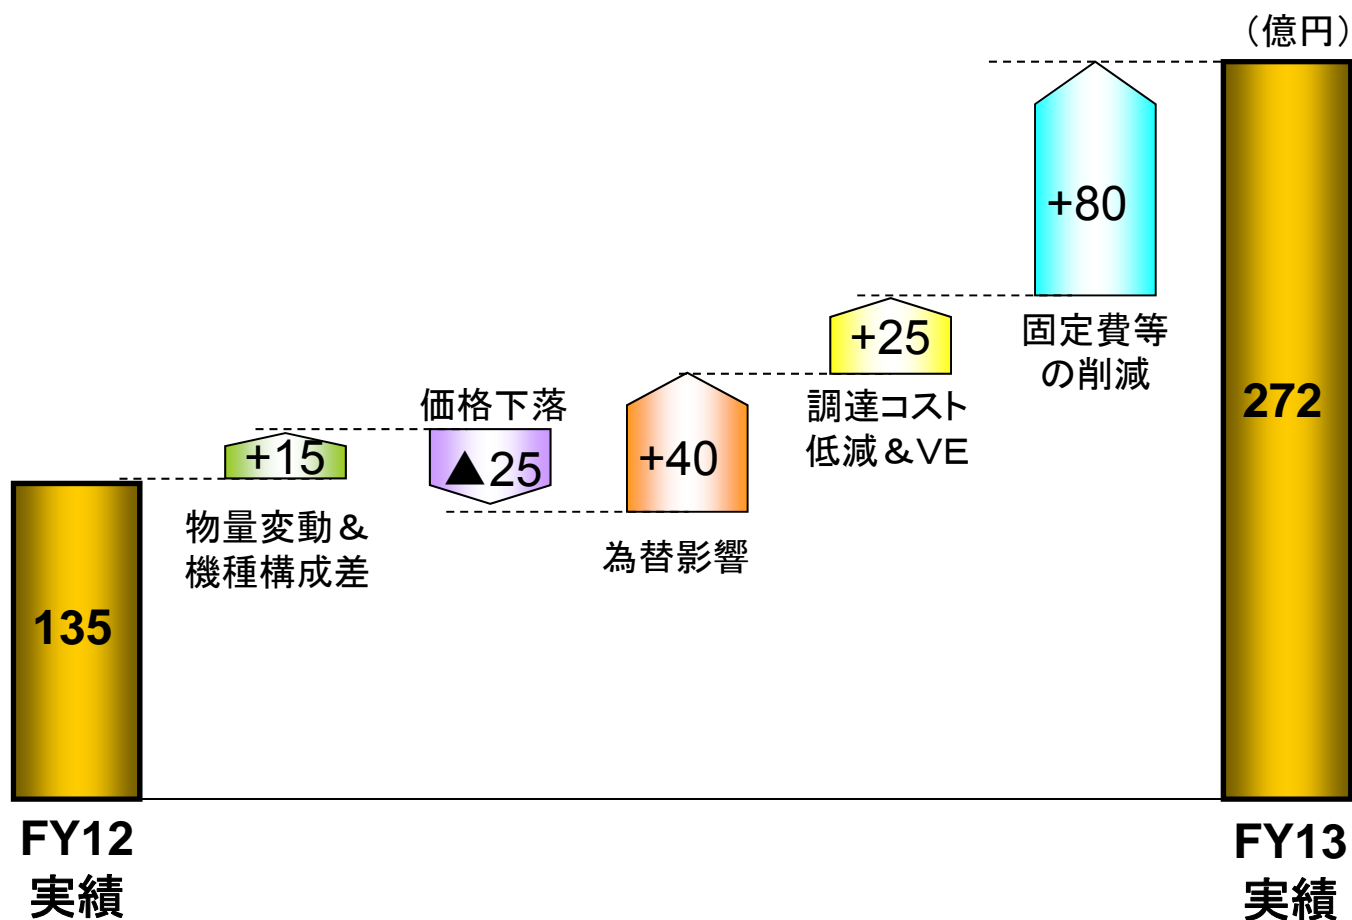 （億円）
+80
+25
固定費等
の削減
272
価格下落
調達コスト
低減＆VE
+15
▲25
+40
物量変動＆
機種構成差
為替影響
135
FY12
実績
FY13
実績